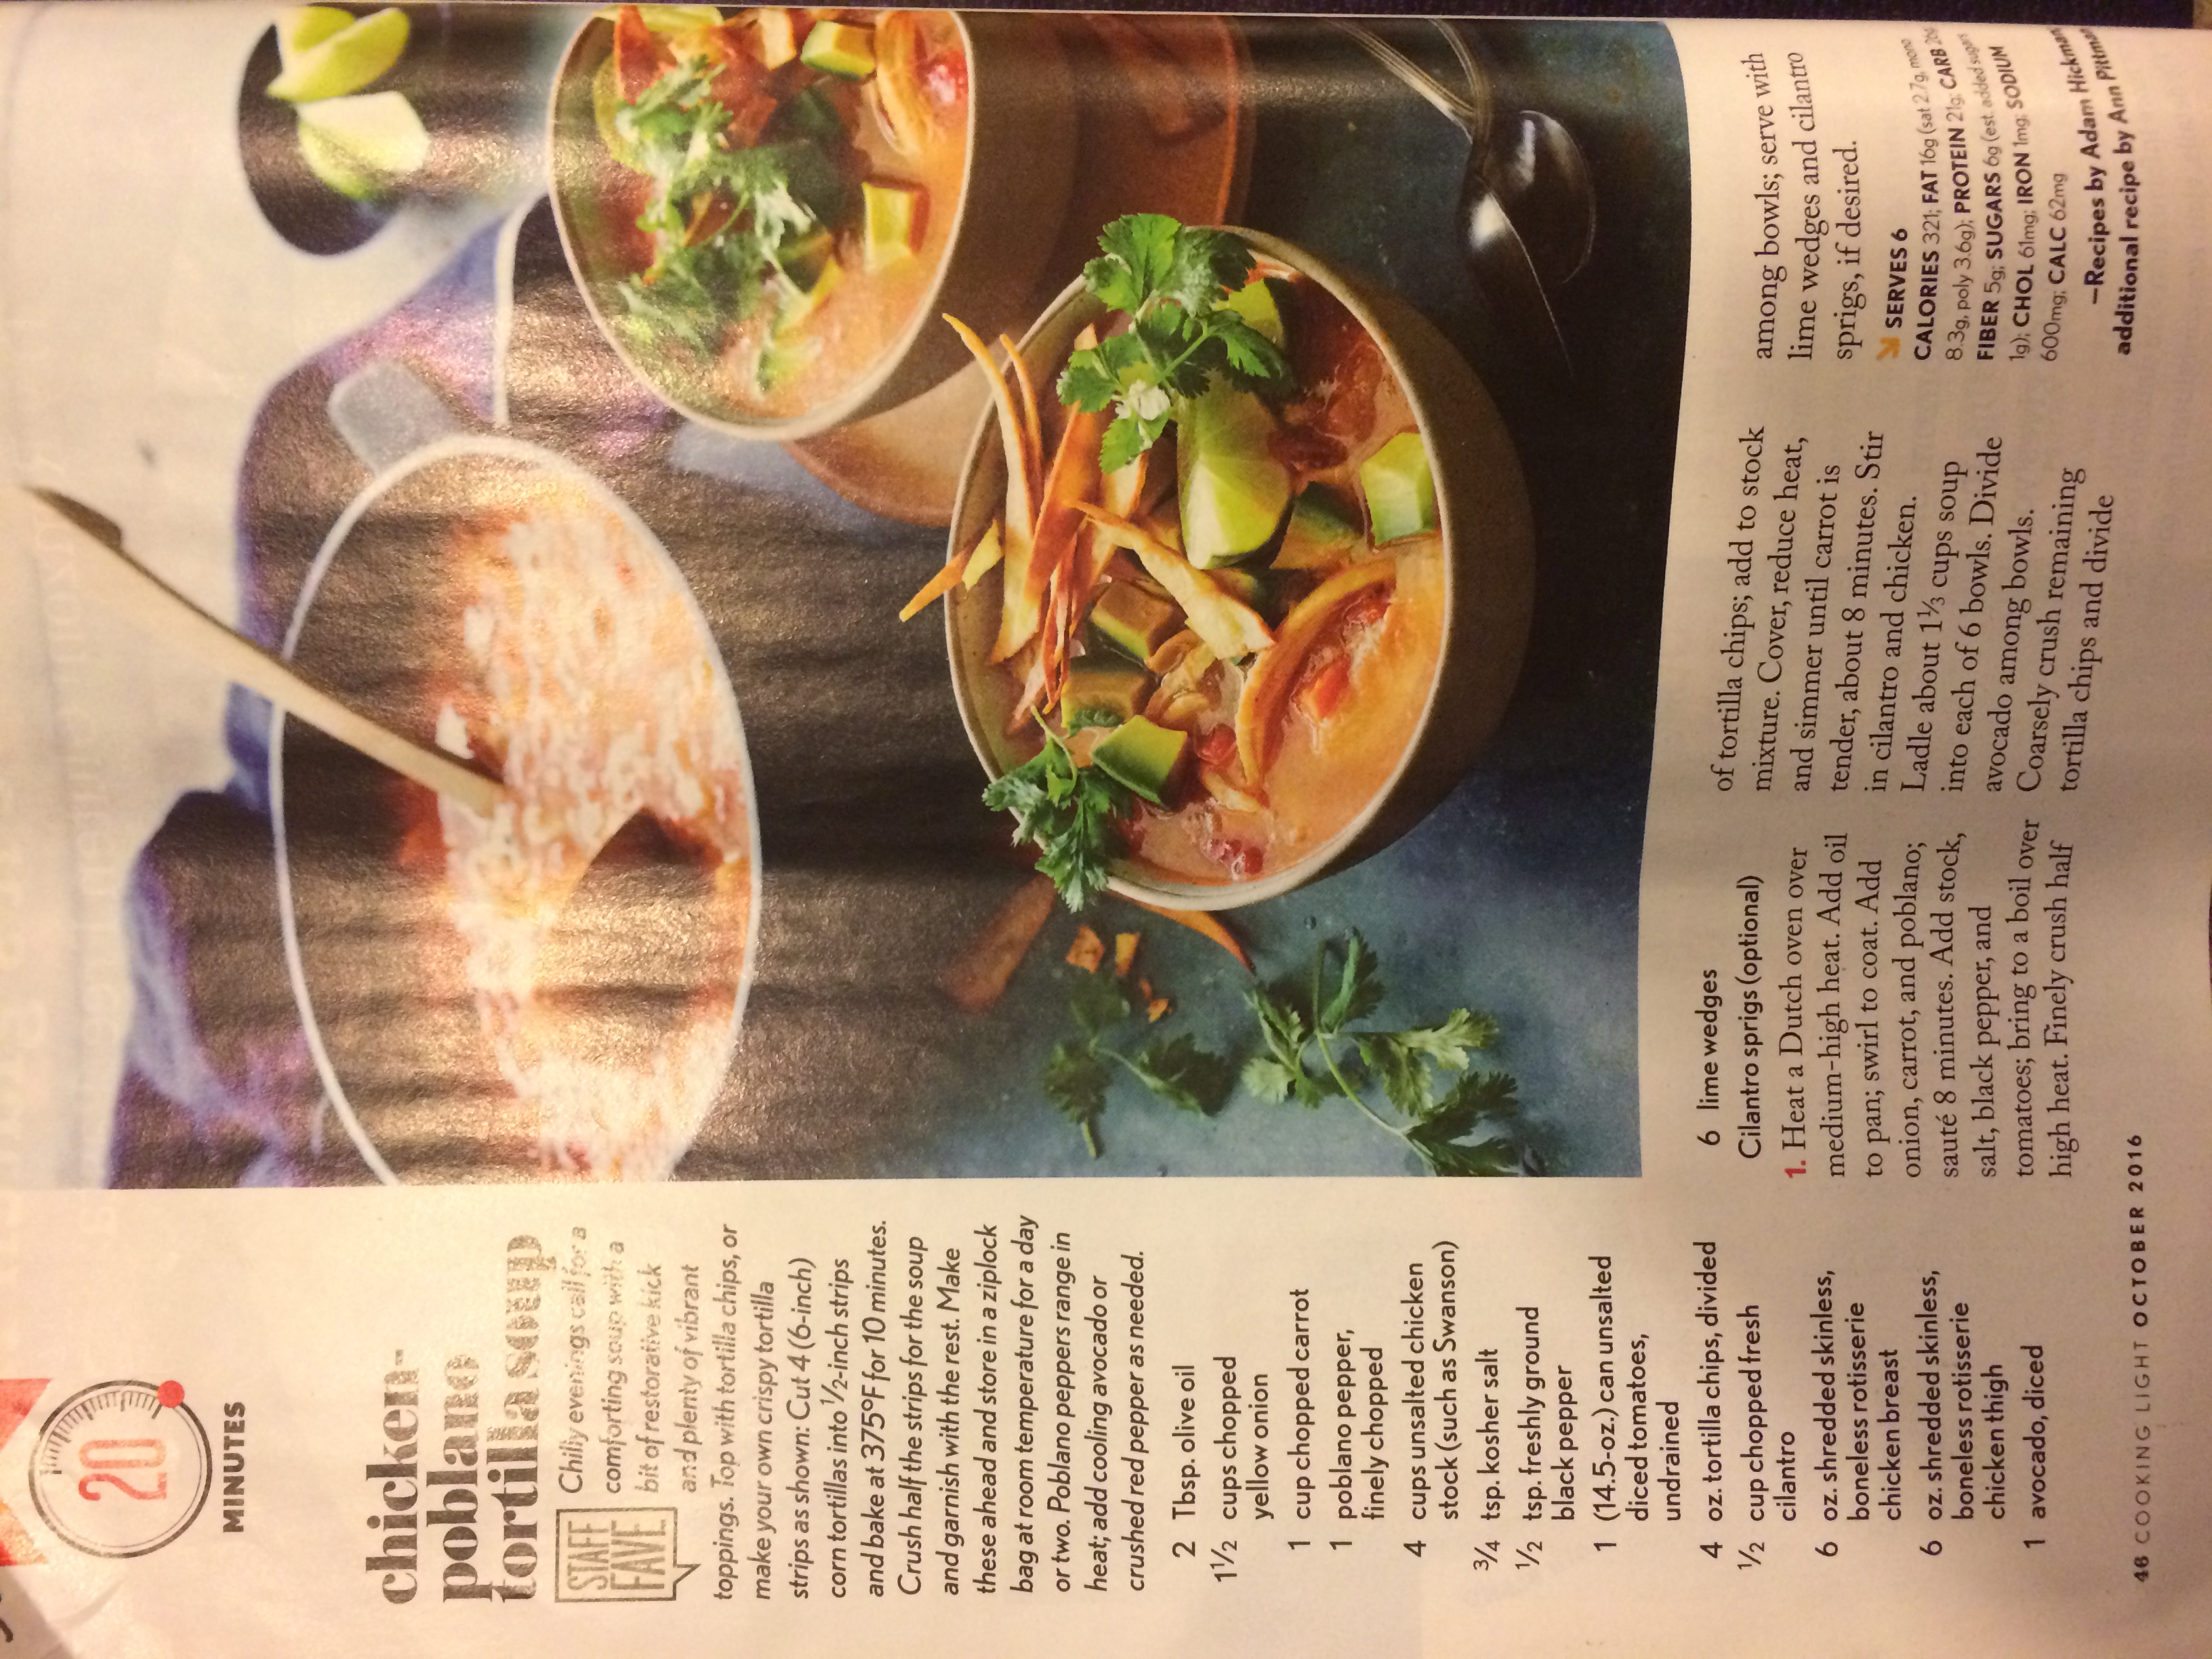 20
MINUTES
chicken-
poblano
tortilla soup
STAFF
FAVE
Chilly evenings call for a
comforting soup with a
bit of restorative kick
and plenty of vibrant
toppings. Top with tortilla chips, or
make your own crispy tortilla
strips as shown: Cut 4 (6-inch)
corn tortillas into ½-inch strips
and bake at 375°F for 10 minutes.
Crush half the strips for the soup
and garnish with the rest. Make
these ahead and store in a ziplock
bag at room temperature for a day
or two. Poblano peppers range in
heat; add cooling avocado or
crushed red pepper as needed.
2 Tbsp. olive oil
1½ cups chopped
yellow onion
1 cup chopped carrot
1 poblano pepper,
finely chopped
4 cups unsalted chicken
stock (such as Swanson)
¾ tsp. kosher salt
½ tsp. freshly ground
black pepper
1 (14.5-oz.) can unsalted
diced tomatoes,
undrained
4 oz. tortilla chips, divided
½ cup chopped fresh
cilantro
6 oz. shredded skinless,
boneless rotisserie
chicken breast
6 oz. shredded skinless,
boneless rotisserie
chicken thigh
1 avocado, diced
6 lime wedges
Cilantro sprigs (optional)
1. Heat a Dutch oven over
medium-high heat. Add oil
to pan; swirl to coat. Add
onion, carrot, and poblano;
sauté 8 minutes. Add stock,
salt, black pepper, and
tomatoes; bring to a boil over
high heat. Finely crush half
of tortilla chips; add to stock
mixture. Cover, reduce heat,
and simmer until carrot is
tender, about 8 minutes. Stir
in cilantro and chicken.
Ladle about 1⅓ cups soup
into each of 6 bowls. Divide
avocado among bowls.
Coarsely crush remaining
tortilla chips and divide
among bowls; serve with
lime wedges and cilantro
sprigs, if desired.
SERVES 6
CALORIES 321; FAT 16g (sat 2.7g, mono
8.3g, poly 3.6g); PROTEIN 21g; CARB 26g
FIBER 5g; SUGARS 6g (est. added sugars
1g); CHOL 61mg; IRON 1mg; SODIUM
600mg; CALC 62mg
—Recipes by Adam Hickman
additional recipe by Ann Pittman
46 COOKING LIGHT OCTOBER 2016